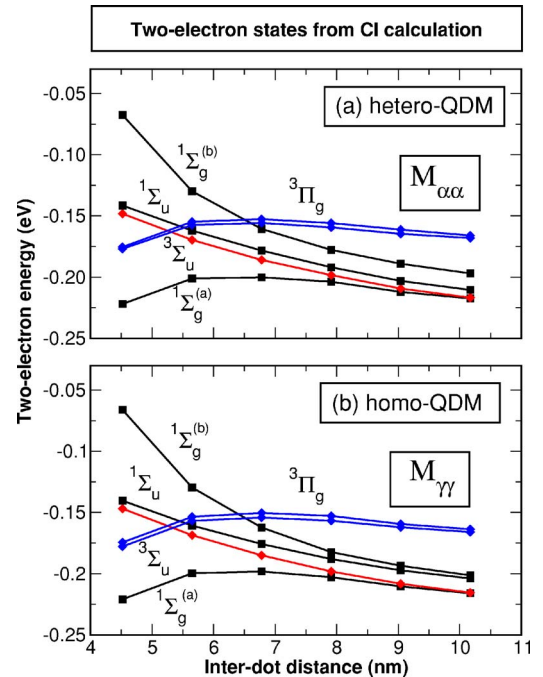 Two-electron states from CI calculation
Two-electron energy (eV)
(a) hetero-QDM
M_αα
-0.05
-0.10
-0.15
-0.20
-0.25
¹Σ_g^(b)
¹Σ_u
³Π_g
³Σ_u
¹Σ_g^(a)
(b) homo-QDM
M_γγ
-0.05
-0.1
-0.15
-0.2
-0.25
¹Σ_g^(b)
¹Σ_u
³Π_g
³Σ_u
¹Σ_g^(a)
4 5 6 7 8 9 10 11
Inter-dot distance (nm)